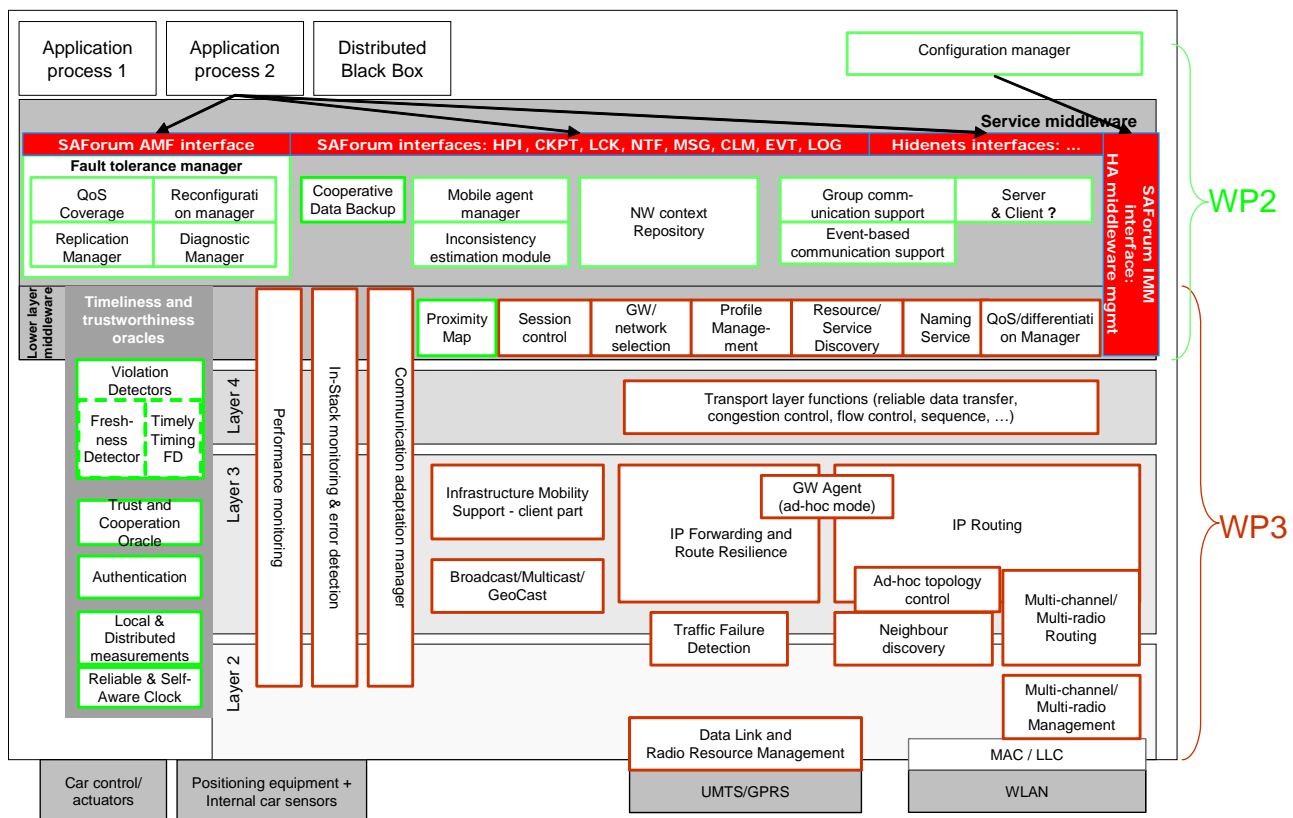 Application
process 1
Application
process 2
Distributed
Black Box
Configuration manager
Service middleware
SAForum AMF interface
SAForum interfaces: HPI, CKPT, LCK, NTF, MSG, CLM, EVT, LOG
Hidenets interfaces: ...
SAForum IMM
interface:
HA middleware mgmt
WP2
Fault tolerance manager
QoS
Coverage
Reconfigurati
on manager
Replication
Manager
Diagnostic
Manager
Cooperative
Data Backup
Mobile agent
manager
Inconsistency
estimation module
NW context
Repository
Group com-
munication support
Event-based
communication support
Server
& Client ?
Lower layer
middleware
Timeliness and
trustworthiness
oracles
Performance monitoring
In-Stack monitoring & error detection
Communication adaptation manager
Proximity
Map
Session
control
GW/
network
selection
Profile
Manage-
ment
Resource/
Service
Discovery
Naming
Service
QoS/differentiati
on Manager
Violation
Detectors
Fresh-
ness
Detector
Timely
Timing
FD
Trust and
Cooperation
Oracle
Authentication
Local &
Distributed
measurements
Reliable & Self-
Aware Clock
Layer 4
Transport layer functions (reliable data transfer,
congestion control, flow control, sequence, …)
Layer 3
Infrastructure Mobility
Support - client part
Broadcast/Multicast/
GeoCast
IP Forwarding and
Route Resilience
GW Agent
(ad-hoc mode)
IP Routing
Ad-hoc topology
control
Multi-channel/
Multi-radio
Routing
Traffic Failure
Detection
Neighbour
discovery
WP3
Layer 2
Multi-channel/
Multi-radio
Management
Data Link and
Radio Resource Management
MAC / LLC
Car control/
actuators
Positioning equipment +
Internal car sensors
UMTS/GPRS
WLAN